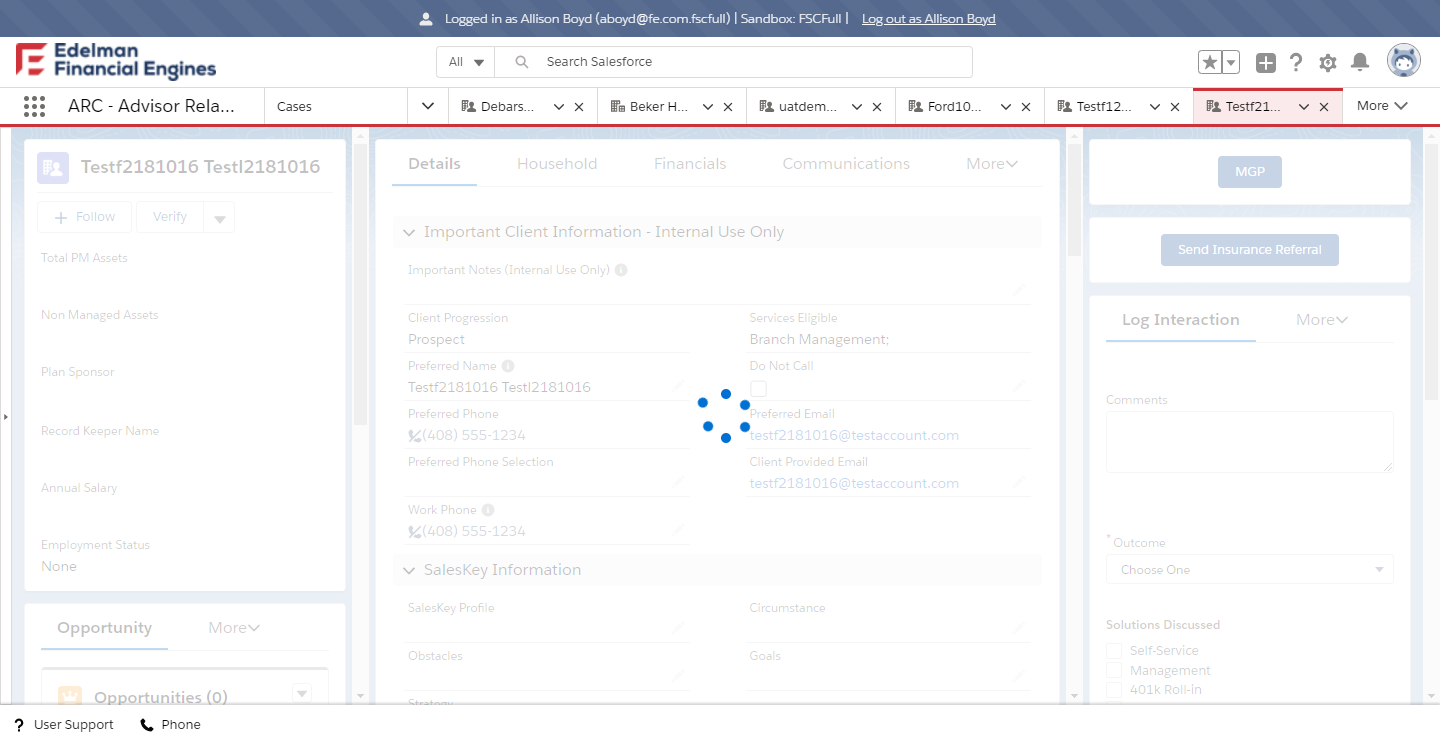 Logged in as Allison Boyd (aboyd@fe.com.fscfull) | Sandbox: FSCFull | Log out as Allison Boyd
Edelman
Financial Engines
All
Search Salesforce
ARC - Advisor Rela...
Cases
Debars...
Beker H...
uatdem...
Ford10...
Testf12...
Testf21...
More
Testf2181016 Testl2181016
Follow
Verify
Total PM Assets
Non Managed Assets
Plan Sponsor
Record Keeper Name
Annual Salary
Employment Status
None
Opportunity
More
Opportunities (0)
Details
Household
Financials
Communications
More
Important Client Information - Internal Use Only
Important Notes (Internal Use Only)
Client Progression
Prospect
Services Eligible
Branch Management;
Preferred Name
Testf2181016 Testl2181016
Do Not Call
Preferred Phone
(408) 555-1234
Preferred Email
testf2181016@testaccount.com
Preferred Phone Selection
Client Provided Email
testf2181016@testaccount.com
Work Phone
(408) 555-1234
SalesKey Information
SalesKey Profile
Circumstance
Obstacles
Goals
Strategy
MGP
Send Insurance Referral
Log Interaction
More
Comments
*Outcome
Choose One
Solutions Discussed
Self-Service
Management
401k Roll-in
User Support
Phone